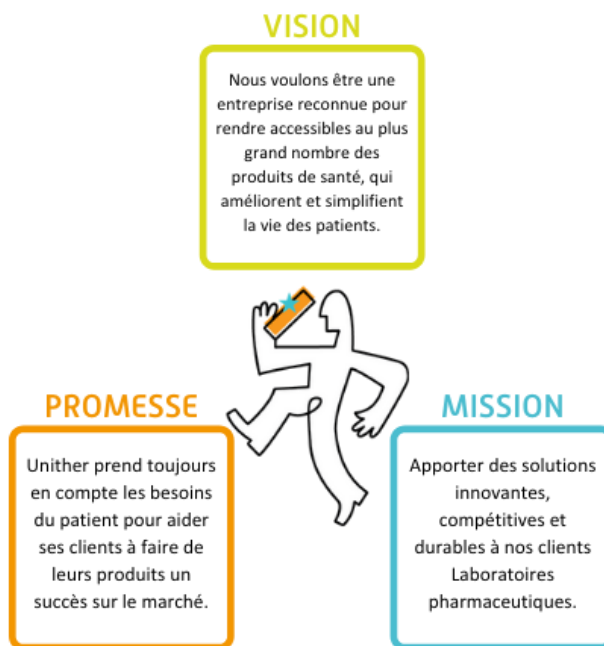 VISION
Nous voulons être une
entreprise reconnue pour
rendre accessibles au plus
grand nombre des
produits de santé, qui
améliorent et simplifient
la vie des patients.
PROMESSE
Unither prend toujours
en compte les besoins
du patient pour aider
ses clients à faire de
leurs produits un
succès sur le marché.
MISSION
Apporter des solutions
innovantes,
compétitives et
durables à nos clients
Laboratoires
pharmaceutiques.